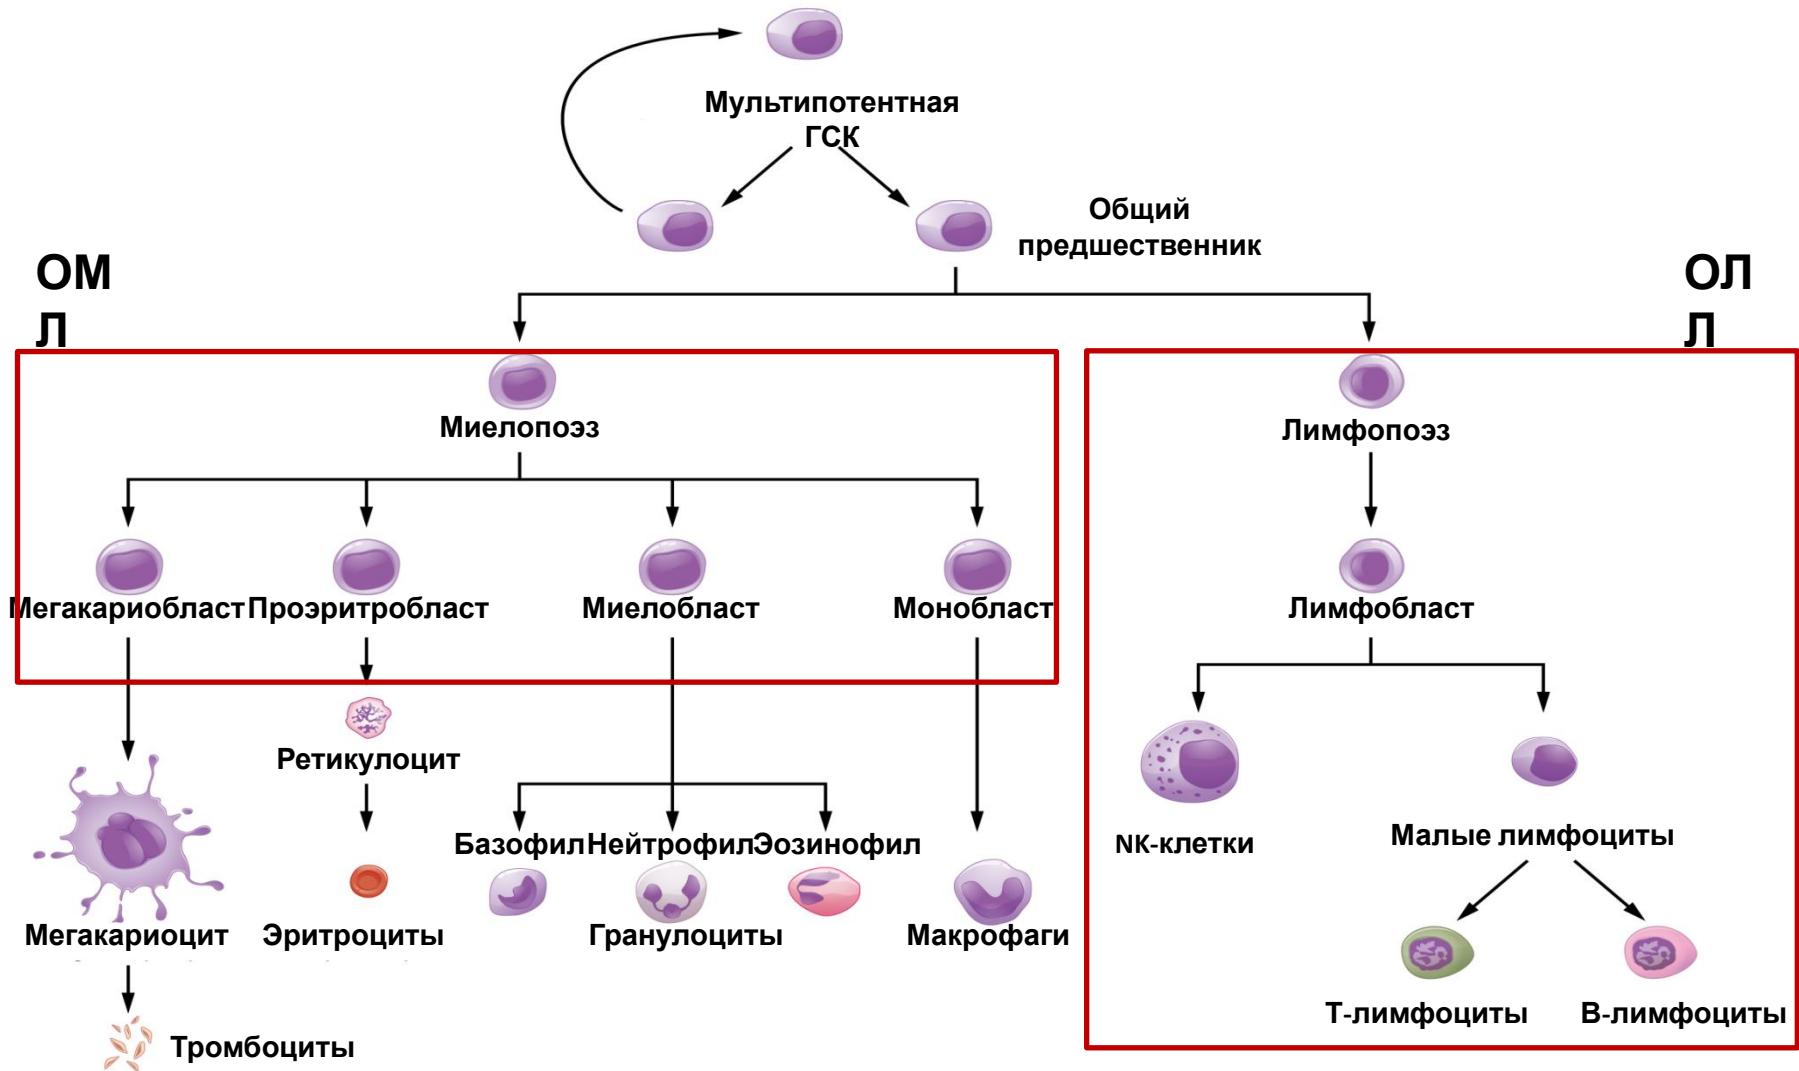 Мультипотентная
ГСК
Общий
предшественник
ОМ
Л
ОЛ
Л
Миелопоэз
Лимфопоэз
Мегакариобласт
Проэритробласт
Миелобласт
Монобласт
Лимфобласт
Ретикулоцит
Базофил
Нейтрофил
Эозинофил
NK-клетки
Малые лимфоциты
Мегакариоцит
Эритроциты
Гранулоциты
Макрофаги
Т-лимфоциты
В-лимфоциты
Тромбоциты